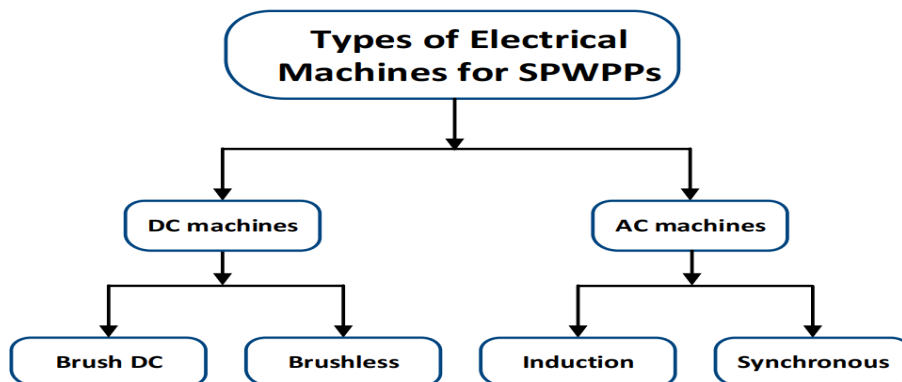 Types of Electrical
Machines for SPWPPs
DC machines
AC machines
Brush DC
Brushless
Induction
Synchronous